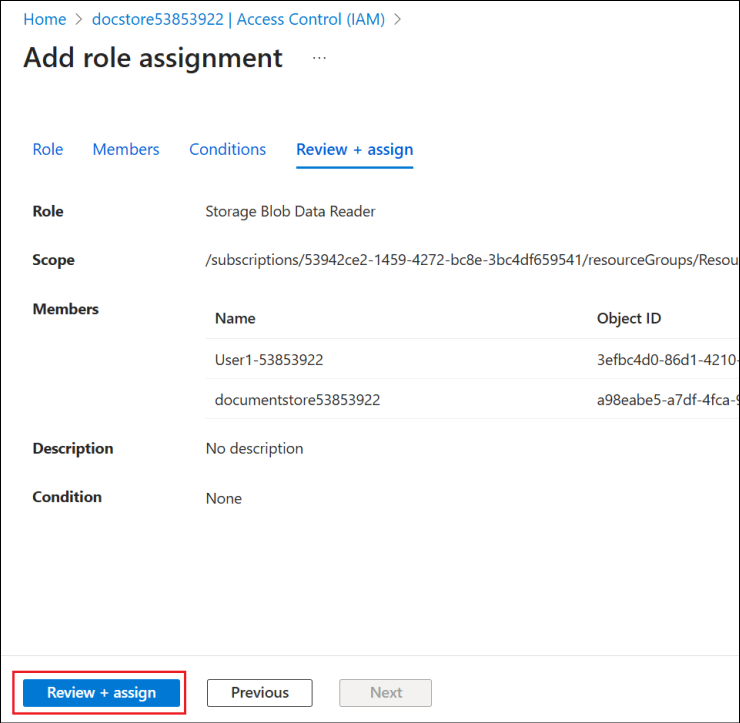 Home > docstore53853922 | Access Control (IAM) >
Add role assignment ...
Role Members Conditions Review + assign
Role Storage Blob Data Reader
Scope /subscriptions/53942ce2-1459-4272-bc8e-3bc4df659541/resourceGroups/Resou
Members
Name Object ID
User1-53853922 3efbc4d0-86d1-4210-
documentstore53853922 a98eabe5-a7df-4fca-9
Description No description
Condition None
Review + assign Previous Next